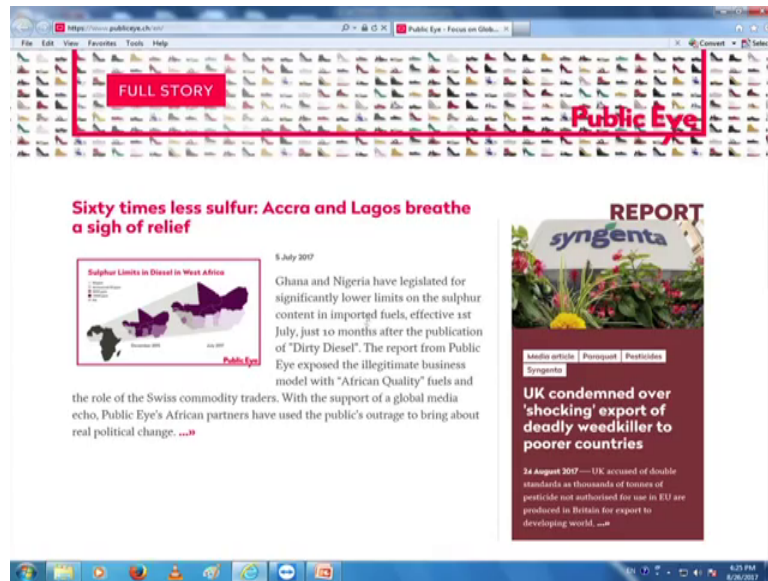 https://www.publiceye.ch/en/
Public Eye - Focus on Glob...
File Edit View Favorites Tools Help
Convert
Selec
FULL STORY
Public Eye
Sixty times less sulfur: Accra and Lagos breathe
a sigh of relief
Sulphur Limits in Diesel in West Africa
December 2016
July 2017
Public Eye
5 July 2017
Ghana and Nigeria have legislated for
significantly lower limits on the sulphur
content in imported fuels, effective 1st
July, just 10 months after the publication
of "Dirty Diesel". The report from Public
Eye exposed the illegitimate business
model with "African Quality" fuels and
the role of the Swiss commodity traders. With the support of a global media
echo, Public Eye's African partners have used the public's outrage to bring about
real political change. ...»
REPORT
syngenta
Media article Paraquat Pesticides
Syngenta
UK condemned over
'shocking' export of
deadly weedkiller to
poorer countries
24 August 2017 — UK accused of double
standards as thousands of tonnes of
pesticide not authorised for use in EU are
produced in Britain for export to
developing world. ...»
EN
6:25 PM
8/26/2017